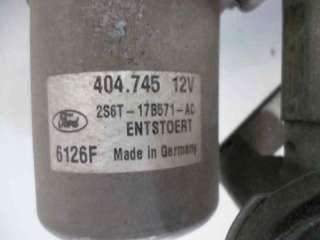 404.745 12V
2S6T-17B571-AC
Ford
ENTSTOERT
6126F Made in Germany